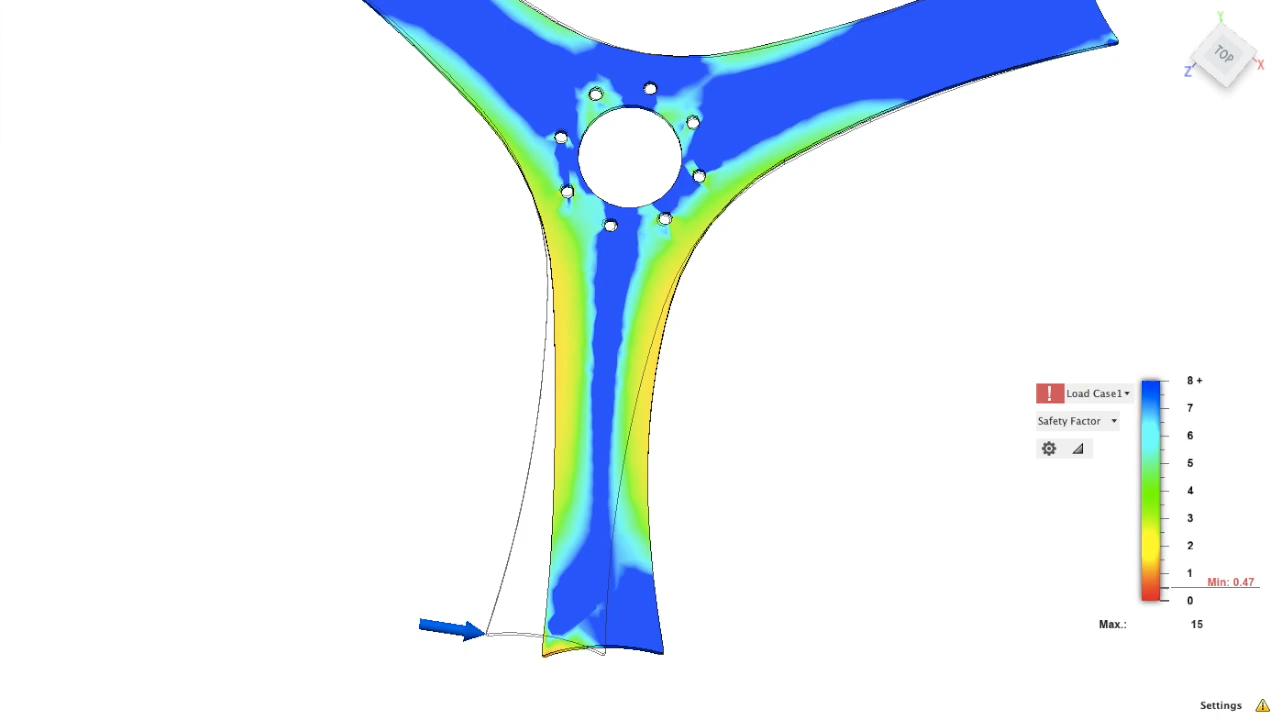 Y
TOP
Z
X
8 +
! Load Case1
7
Safety Factor
6
5
4
3
2
1
Min: 0.47
0
Max.: 15
Settings